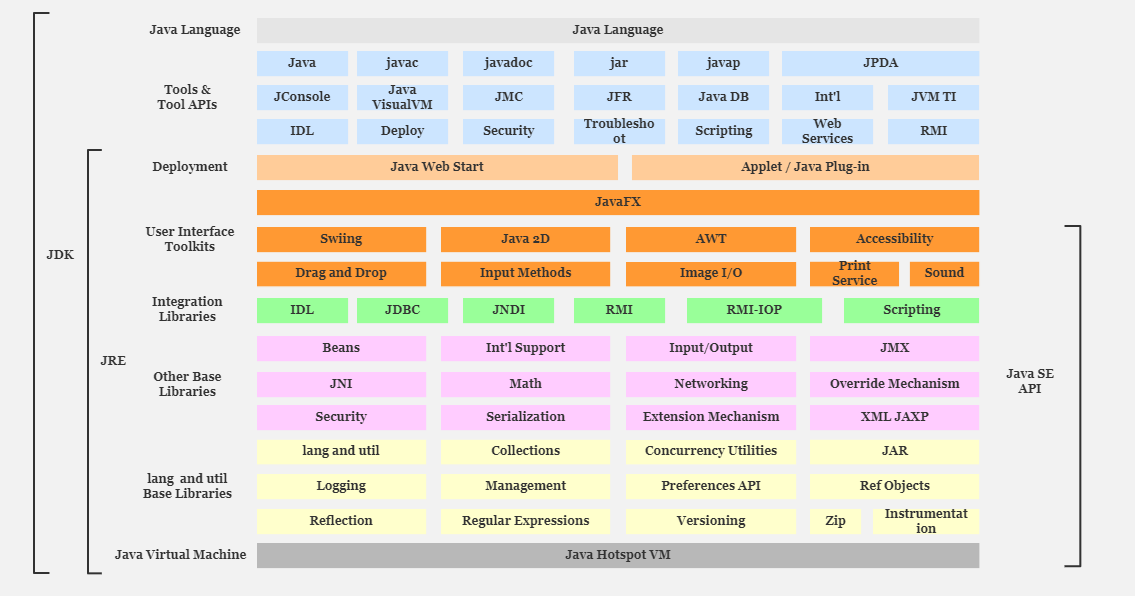 Java Language
Java Language
Tools &
Tool APIs
Java
javac
javadoc
jar
javap
JPDA
JConsole
Java
VisualVM
JMC
JFR
Java DB
Int'l
JVM TI
IDL
Deploy
Security
Troublesho
ot
Scripting
Web
Services
RMI
Deployment
Java Web Start
Applet / Java Plug-in
JavaFX
User Interface
Toolkits
Swiing
Java 2D
AWT
Accessibility
Drag and Drop
Input Methods
Image I/O
Print
Service
Sound
Integration
Libraries
IDL
JDBC
JNDI
RMI
RMI-IOP
Scripting
Other Base
Libraries
Beans
Int'l Support
Input/Output
JMX
JNI
Math
Networking
Override Mechanism
Security
Serialization
Extension Mechanism
XML JAXP
lang and util
Base Libraries
lang and util
Collections
Concurrency Utilities
JAR
Logging
Management
Preferences API
Ref Objects
Reflection
Regular Expressions
Versioning
Zip
Instrumentat
ion
Java Virtual Machine
Java Hotspot VM
JDK
JRE
Java SE
API